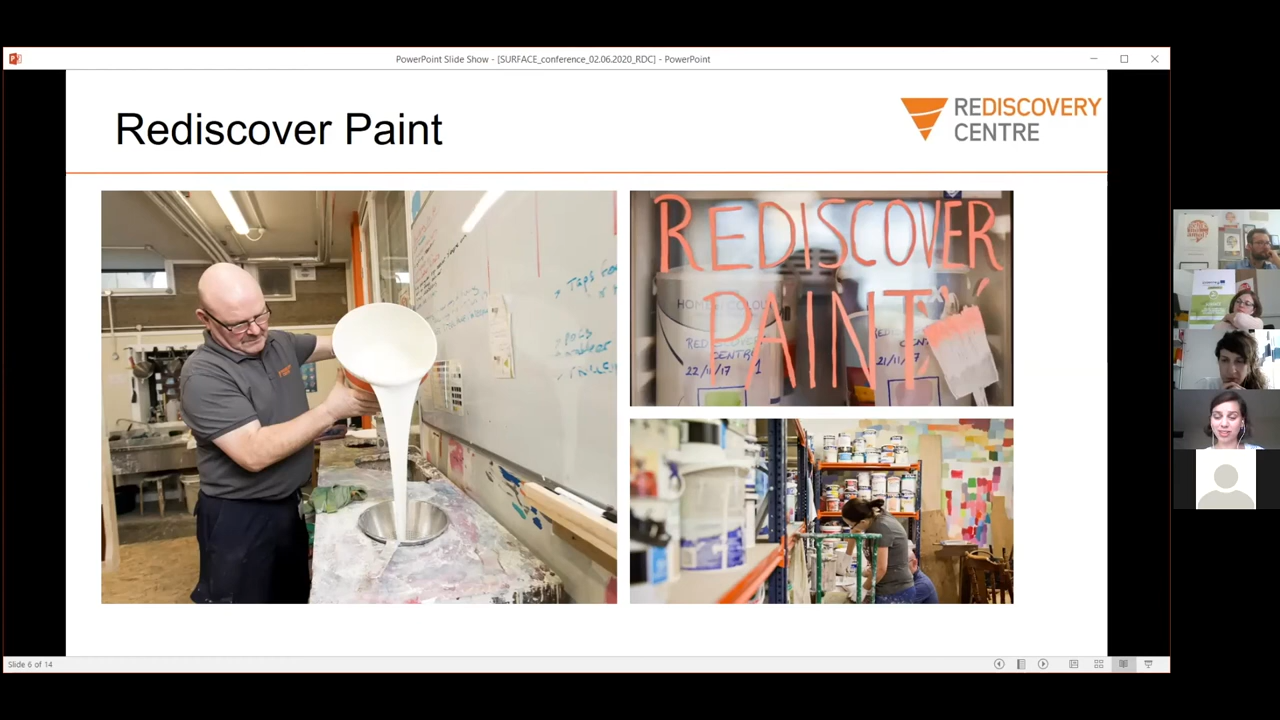 PowerPoint Slide Show - [SURFACE_conference_02.06.2020_RDC] - PowerPoint
Rediscover Paint
REDISCOVERY
CENTRE
REDISCOVER
PAINT
CENTRE
22/11/17
21/11/17
Slide 6 of 14